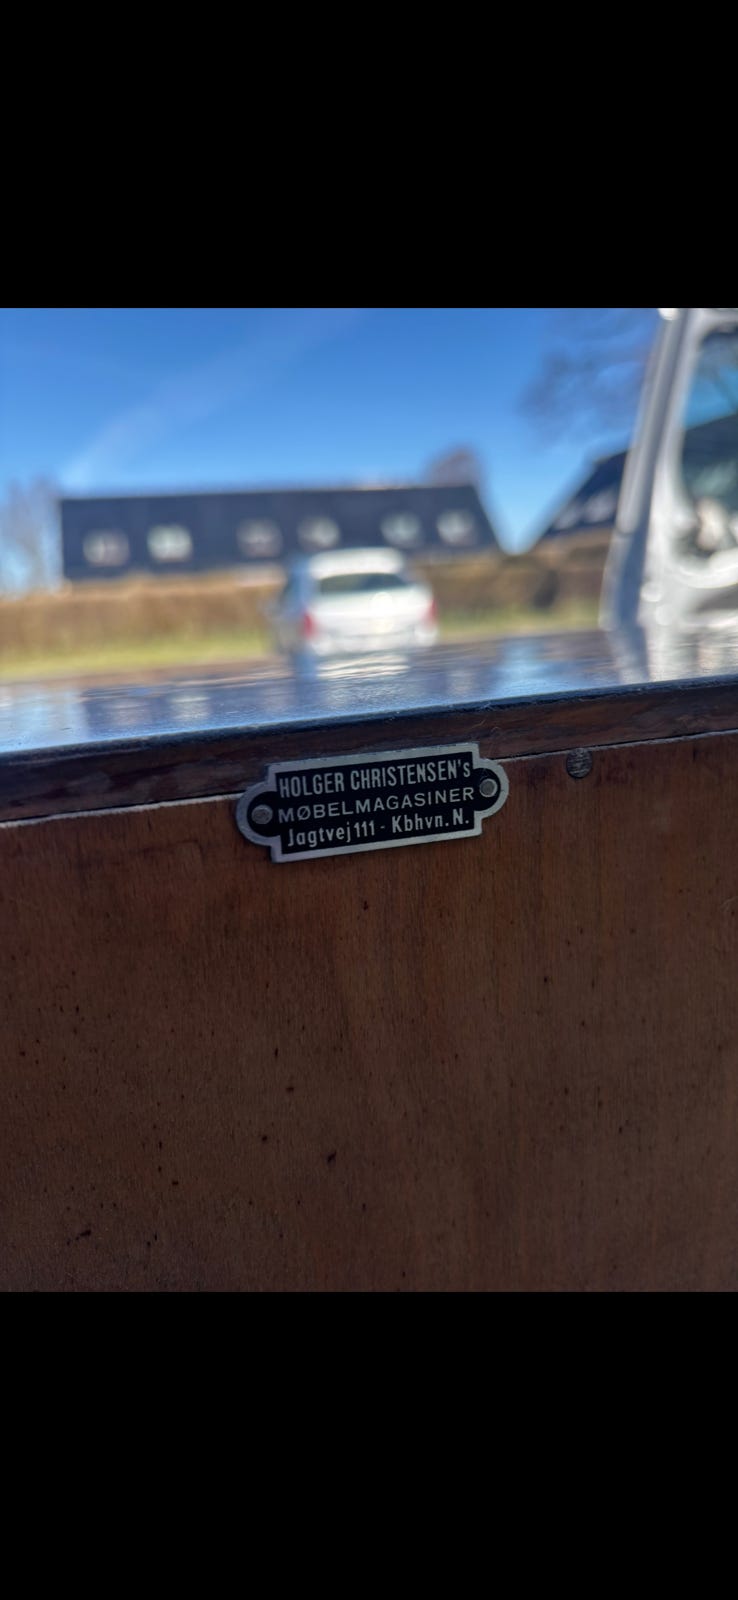 HOLGER CHRISTENSEN's
MØBELMAGASINER
Jagtvej 111 - Kbhvn. N.